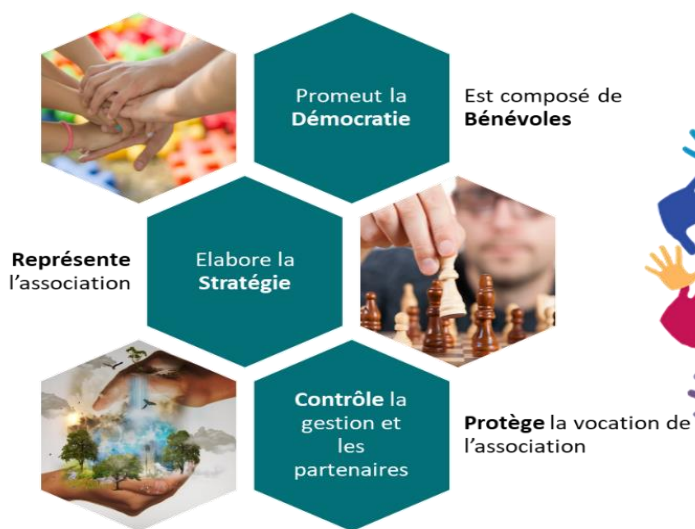 Promeut la
Démocratie
Est composé de
Bénévoles
Représente
l'association
Elabore la
Stratégie
Contrôle la
gestion et
les
partenaires
Protège la vocation de
l'association